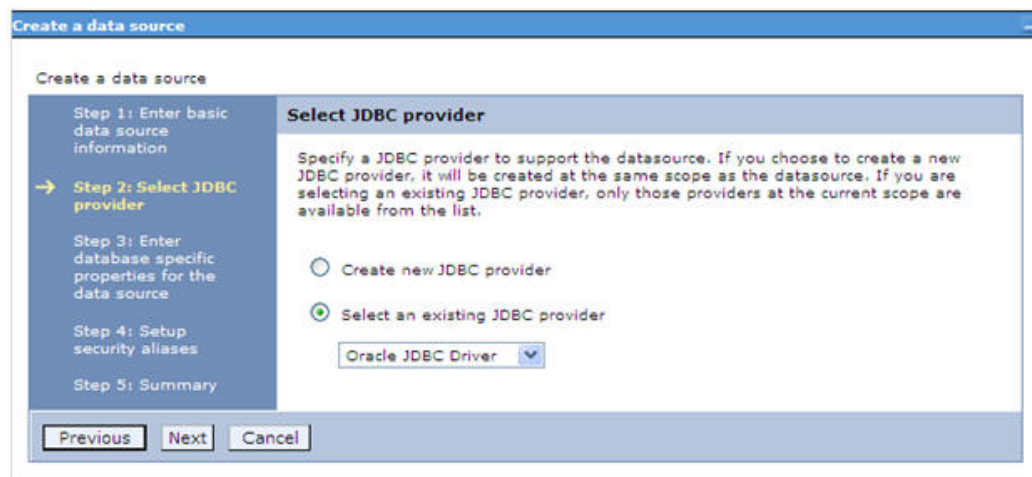 Create a data source
Create a data source
Step 1: Enter basic
data source
information
Step 2: Select JDBC
provider
Step 3: Enter
database specific
properties for the
data source
Step 4: Setup
security aliases
Step 5: Summary
Select JDBC provider
Specify a JDBC provider to support the datasource. If you choose to create a new
JDBC provider, it will be created at the same scope as the datasource. If you are
selecting an existing JDBC provider, only those providers at the current scope are
available from the list.
Create new JDBC provider
Select an existing JDBC provider
Oracle JDBC Driver
Previous Next Cancel